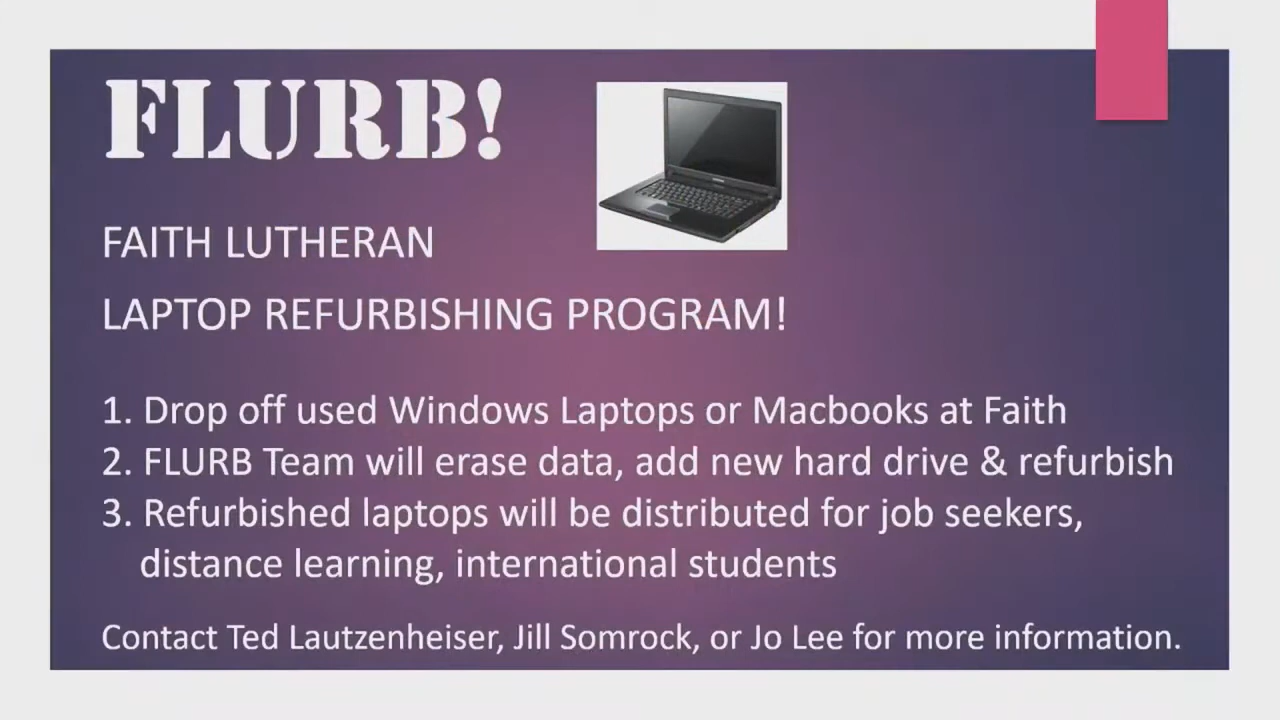 FLURB!
FAITH LUTHERAN
LAPTOP REFURBISHING PROGRAM!
1. Drop off used Windows Laptops or Macbooks at Faith
2. FLURB Team will erase data, add new hard drive & refurbish
3. Refurbished laptops will be distributed for job seekers,
distance learning, international students
Contact Ted Lautzenheiser, Jill Somrock, or Jo Lee for more information.